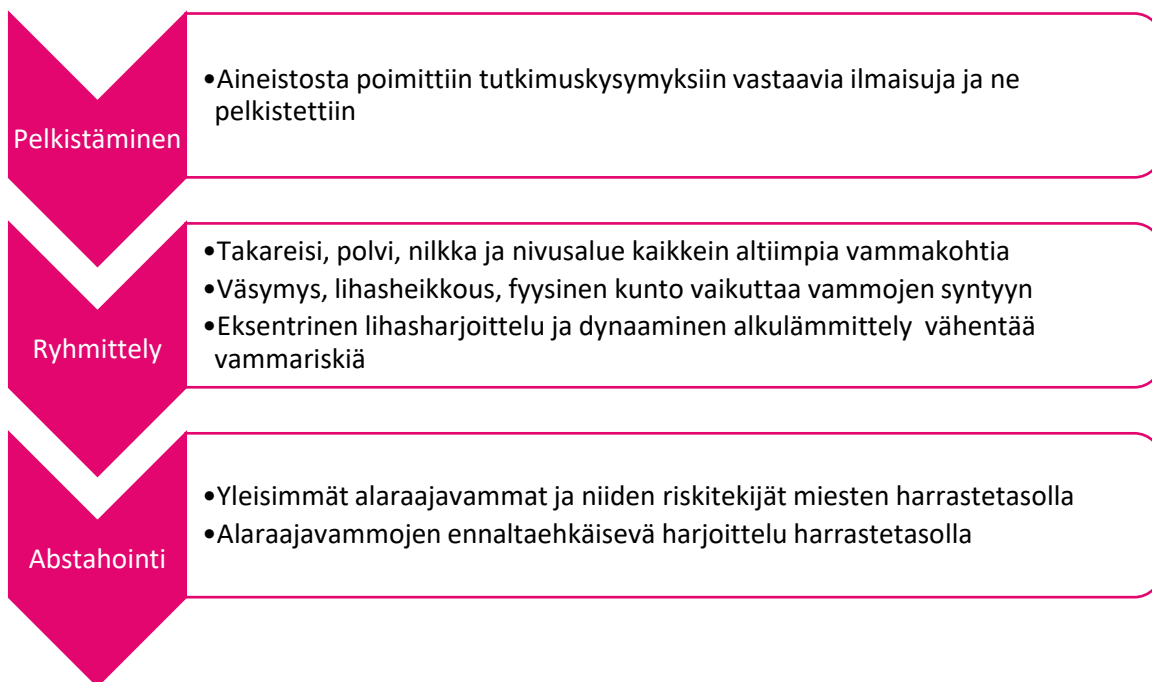 Pelkistäminen
•Aineistosta poimittiin tutkimuskysymyksiin vastaavia ilmaisuja ja ne
pelkistettiin
Ryhmittely
•Takareisi, polvi, nilkka ja nivusalue kaikkein altiimpia vammakohtia
•Väsymys, lihasheikkous, fyysinen kunto vaikuttaa vammojen syntyyn
•Eksentrinen lihasharjoittelu ja dynaaminen alkulämmittely  vähentää
vammariskiä
Abstahointi
•Yleisimmät alaraajavammat ja niiden riskitekijät miesten harrastetasolla
•Alaraajavammojen ennaltaehkäisevä harjoittelu harrastetasolla